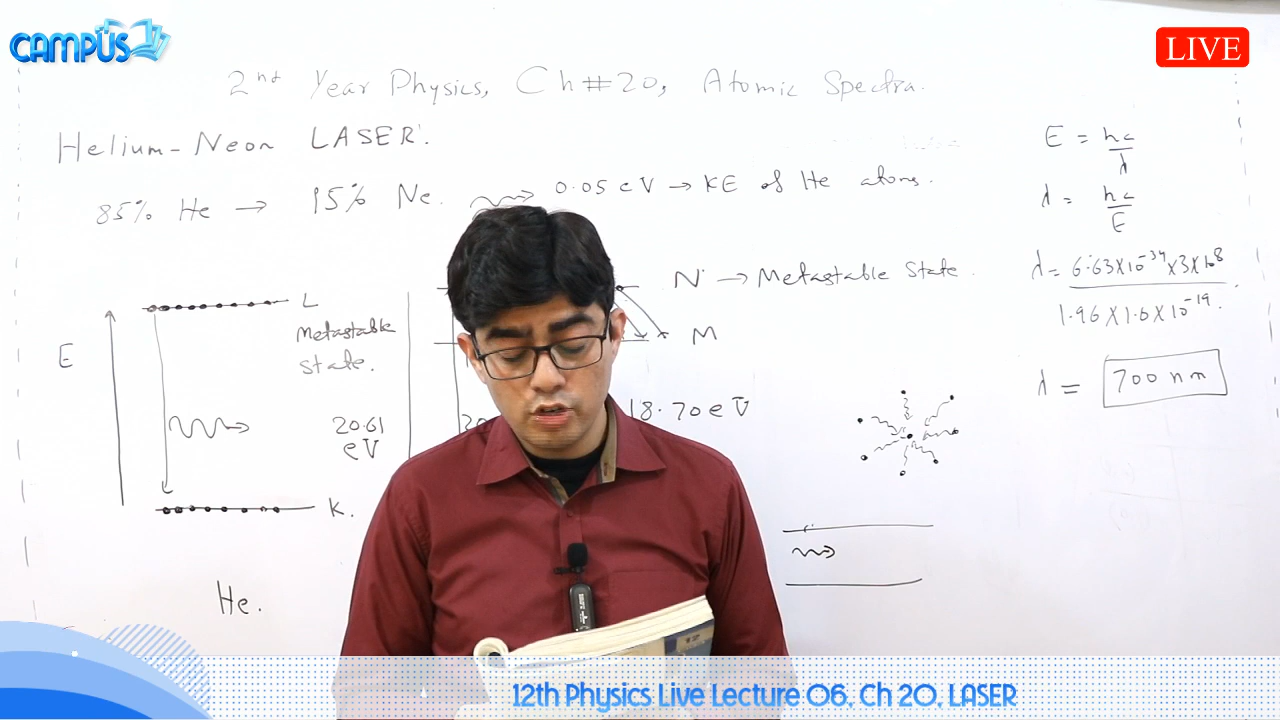 CAMPUS
LIVE
2nd Year Physics, Ch#20, Atomic Spectra.
Helium-Neon LASER.
85% He → 15% Ne.
0.05 eV → KE of He atoms.
E = hc/λ
λ = hc/E
λ = 6.63×10⁻³⁴×3×10⁸
1.96×1.6×10⁻¹⁹
λ = 700 nm
L
Metastable
State.
E
20.61
eV
K.
He.
N → Metastable State
M
20
18.70 eV
12th Physics Live Lecture 06, Ch 20, LASER